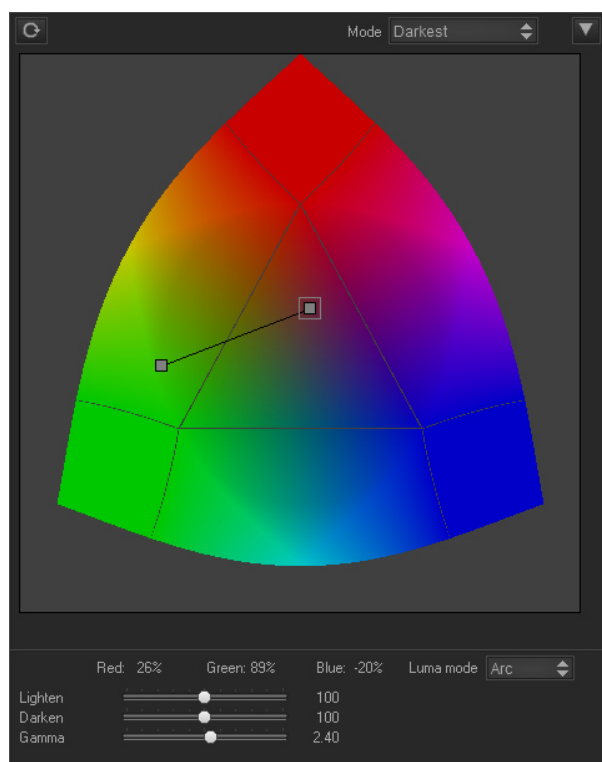 Mode Darkest
Red: 26% Green: 89% Blue: -20% Luma mode Arc
Lighten 100
Darken 100
Gamma 2.40